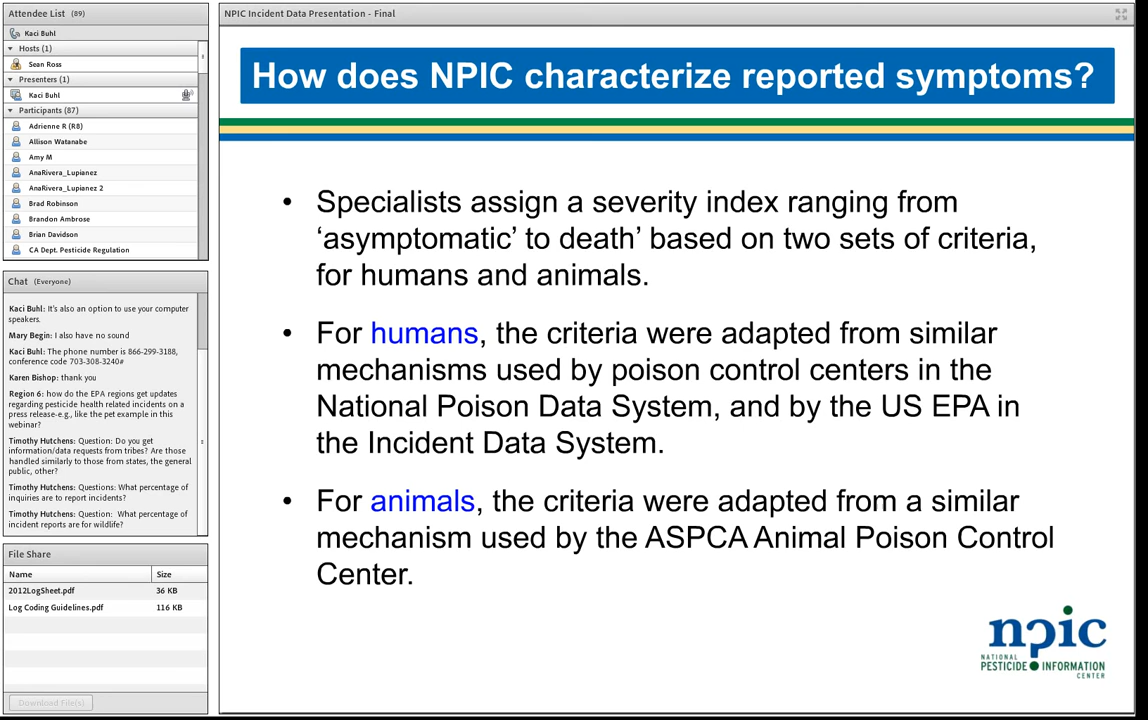 Attendee List (89)
Kaci Buhl
Hosts (1)
Sean Ross
Presenters (1)
Kaci Buhl
Participants (87)
Adrienne R (R8)
Allison Watanabe
Amy M
AnaRivera_Lupianez
AnaRivera_Lupianez 2
Brad Robinson
Brandon Ambrose
Brian Davidson
CA Dept. Pesticide Regulation
Chat (Everyone)
Kaci Buhl: It's also an option to use your computer
speakers.
Mary Begin: I also have no sound
Kaci Buhl: The phone number is 866-299-3188,
conference code 703-308-3240#
Karen Bishop: thank you
Region 6: how do the EPA regions get updates
regarding pesticide health related incidents on a
press release-e.g., like the pet example in this
webinar?
Timothy Hutchens: Question: Do you get
information/data requests from tribes? Are those
handled similarly to those from states, the general
public, other?
Timothy Hutchens: Questions: What percentage of
inquiries are to report incidents?
Timothy Hutchens: Question:  What percentage of
incident reports are for wildlife?
File Share
Name Size
2012LogSheet.pdf 36 KB
Log Coding Guidelines.pdf 116 KB
Download File(s)
NPIC Incident Data Presentation - Final
How does NPIC characterize reported symptoms?
• Specialists assign a severity index ranging from
‘asymptomatic’ to death’ based on two sets of criteria,
for humans and animals.
• For humans, the criteria were adapted from similar
mechanisms used by poison control centers in the
National Poison Data System, and by the US EPA in
the Incident Data System.
• For animals, the criteria were adapted from a similar
mechanism used by the ASPCA Animal Poison Control
Center.
npic
NATIONAL
PESTICIDE INFORMATION
CENTER